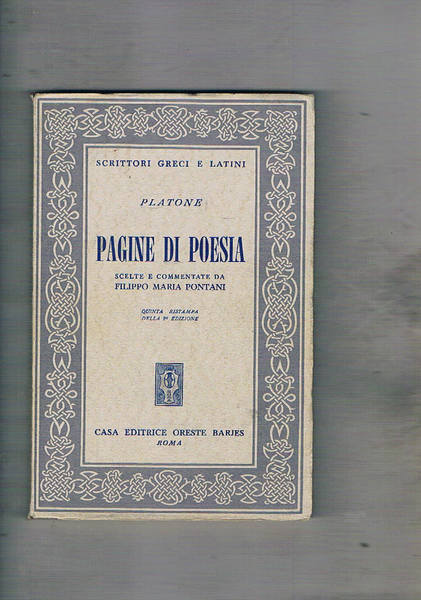 SCRITTORI GRECI E LATINI
PLATONE
PAGINE DI POESIA
SCELTE E COMMENTATE DA
FILIPPO MARIA PONTANI
QUINTA RISTAMPA
DELLA 2ª EDIZIONE
CASA EDITRICE ORESTE BARJES
ROMA